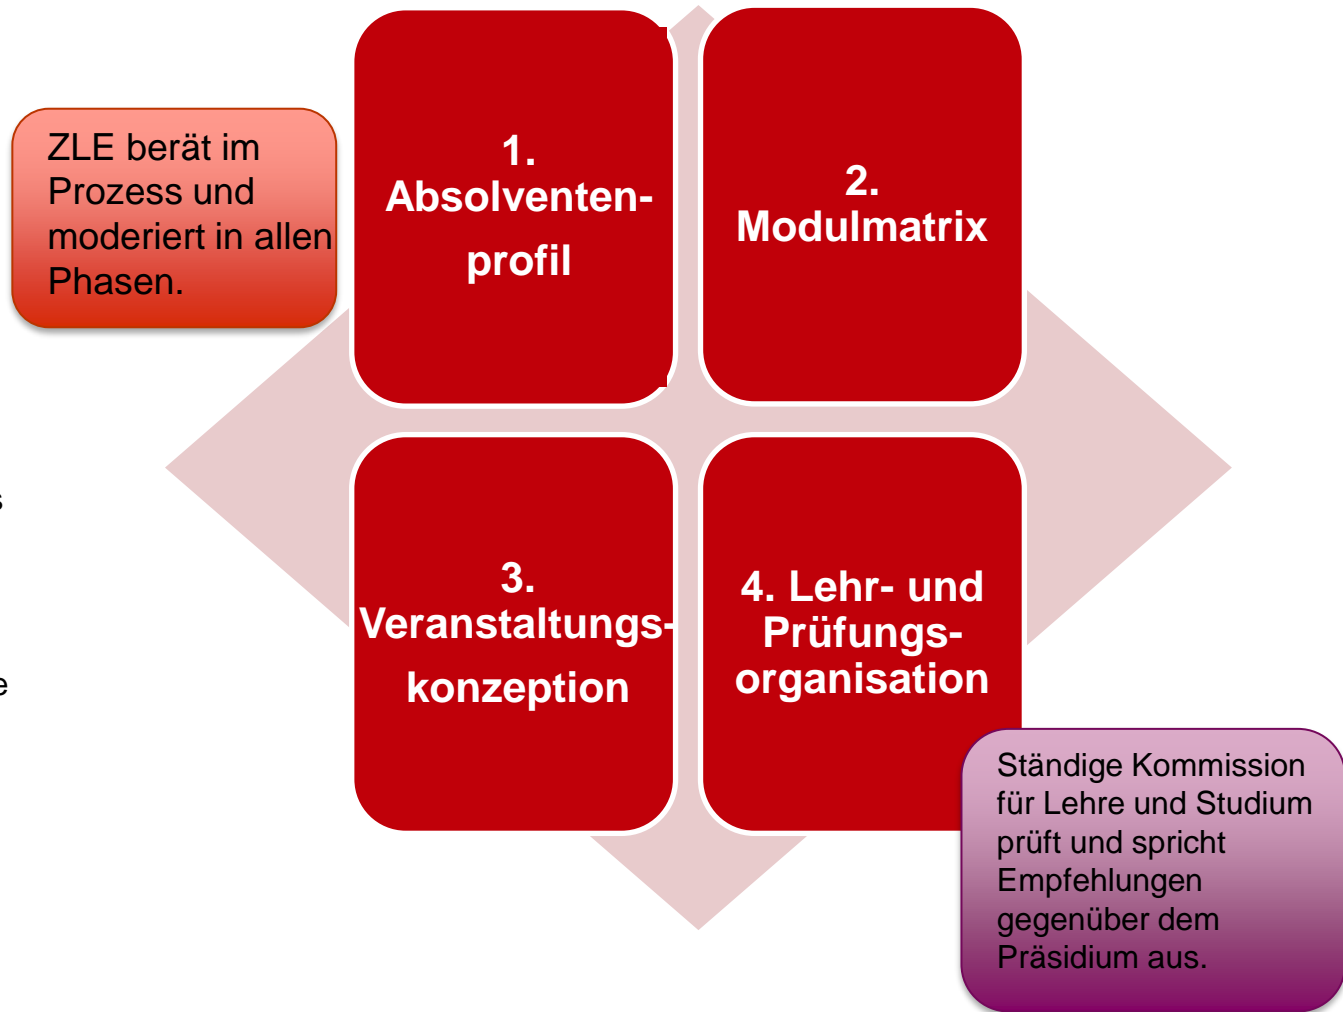 ZLE berät im
Prozess und
moderiert in allen
Phasen.
1.
Absolventen-
profil
2.
Modulmatrix
s
e
3.
Veranstaltungs-
konzeption
4. Lehr- und
Prüfungs-
organisation
Ständige Kommission
für Lehre und Studium
prüft und spricht
Empfehlungen
gegenüber dem
Präsidium aus.